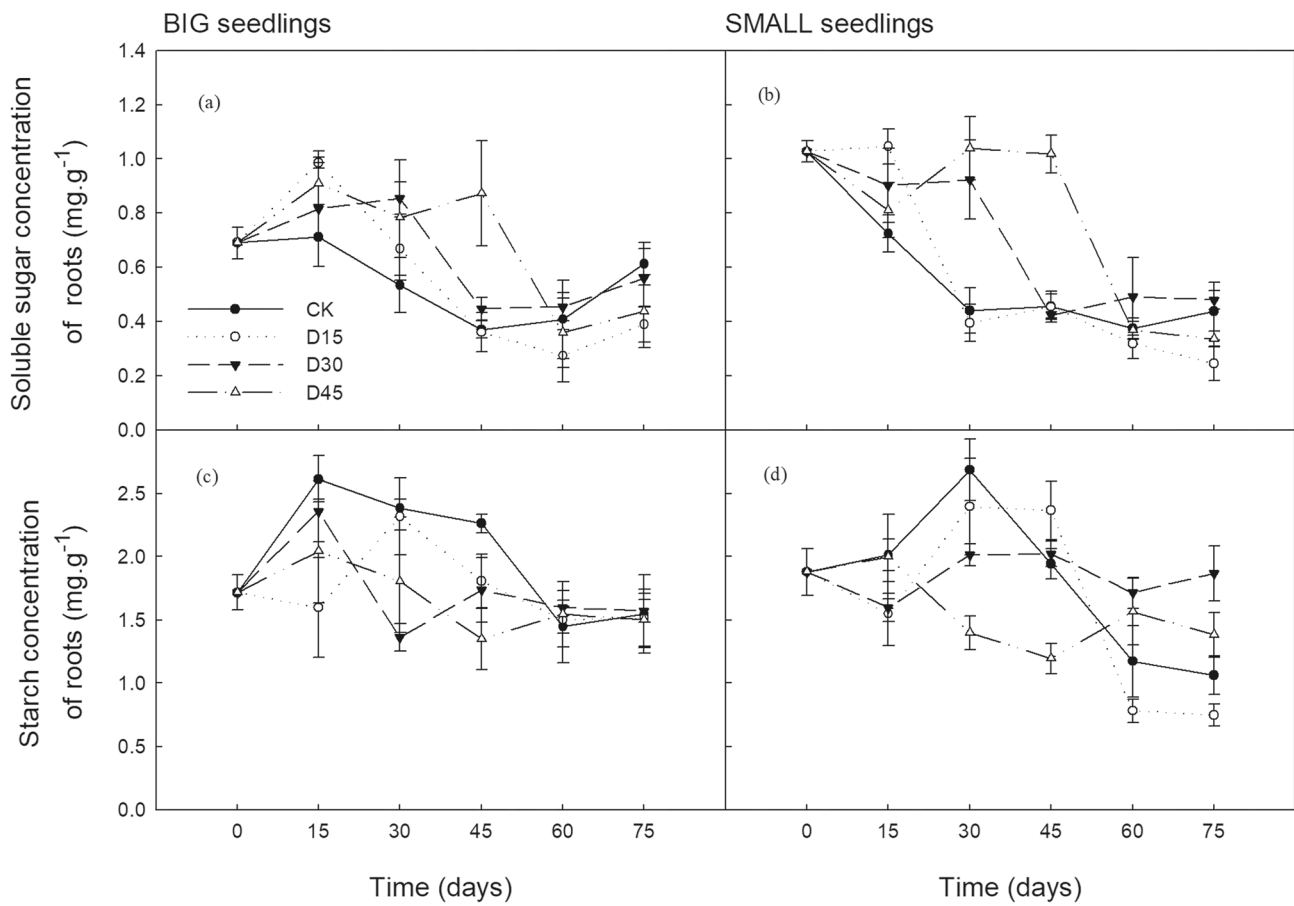 BIG seedlings
SMALL seedlings
Soluble sugar concentration
of roots (mg.g-1)
1.4
1.2
1.0
0.8
0.6
0.4
0.2
0.0
(a)
CK
D15
D30
D45
(b)
Starch concentration
of roots (mg.g-1)
2.5
2.0
1.5
1.0
0.5
0.0
(c)
(d)
0 15 30 45 60 75
0 15 30 45 60 75
Time (days)
Time (days)